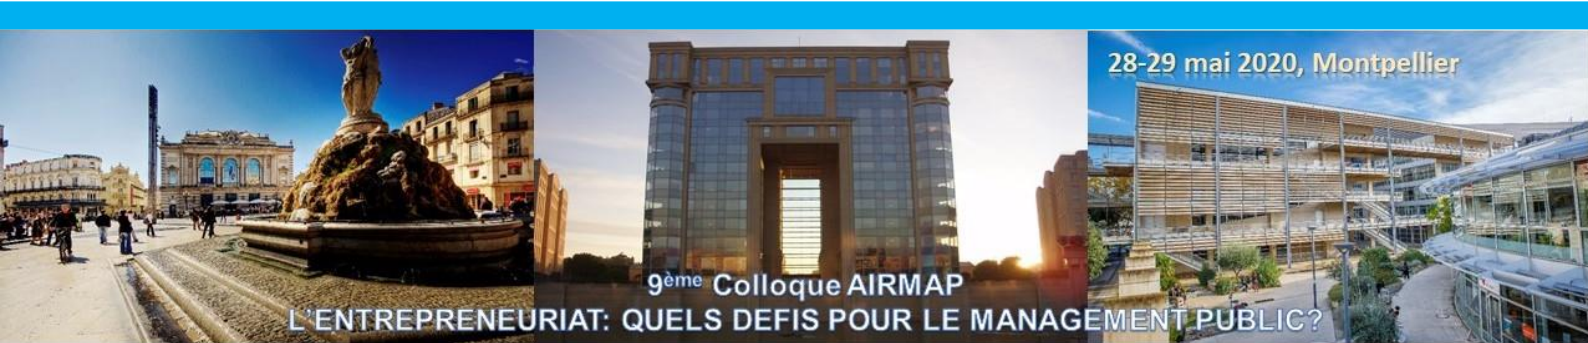 28-29 mai 2020, Montpellier
9ème Colloque AIRMAP
L'ENTREPRENEURIAT: QUELS DEFIS POUR LE MANAGEMENT PUBLIC?